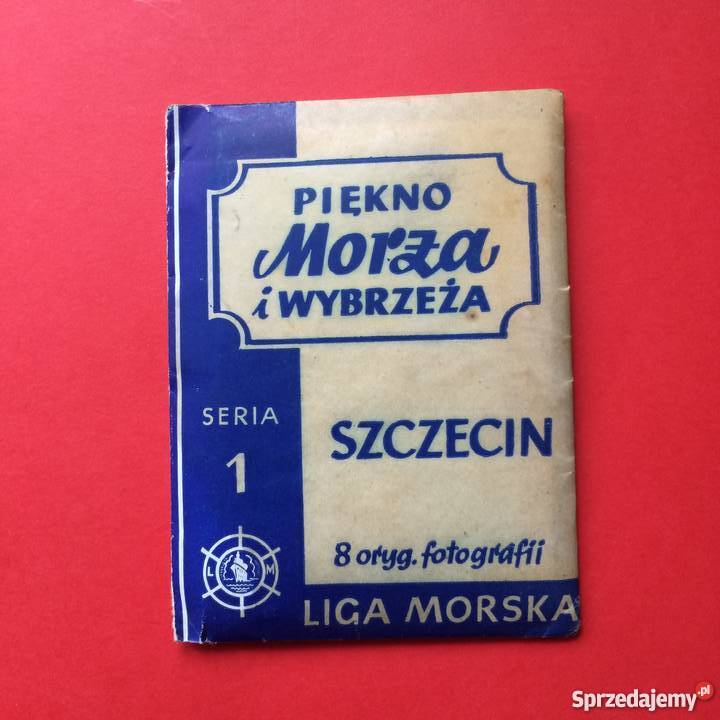 PIĘKNO
Morza
i WYBRZEŻA
SERIA
1
SZCZECIN
8 oryg. fotografii
L M
LIGA MORSKA
Sprzedajemy.pl